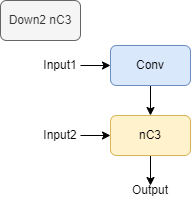 Down2 nC3
Input1
Conv
Input2
nC3
Output